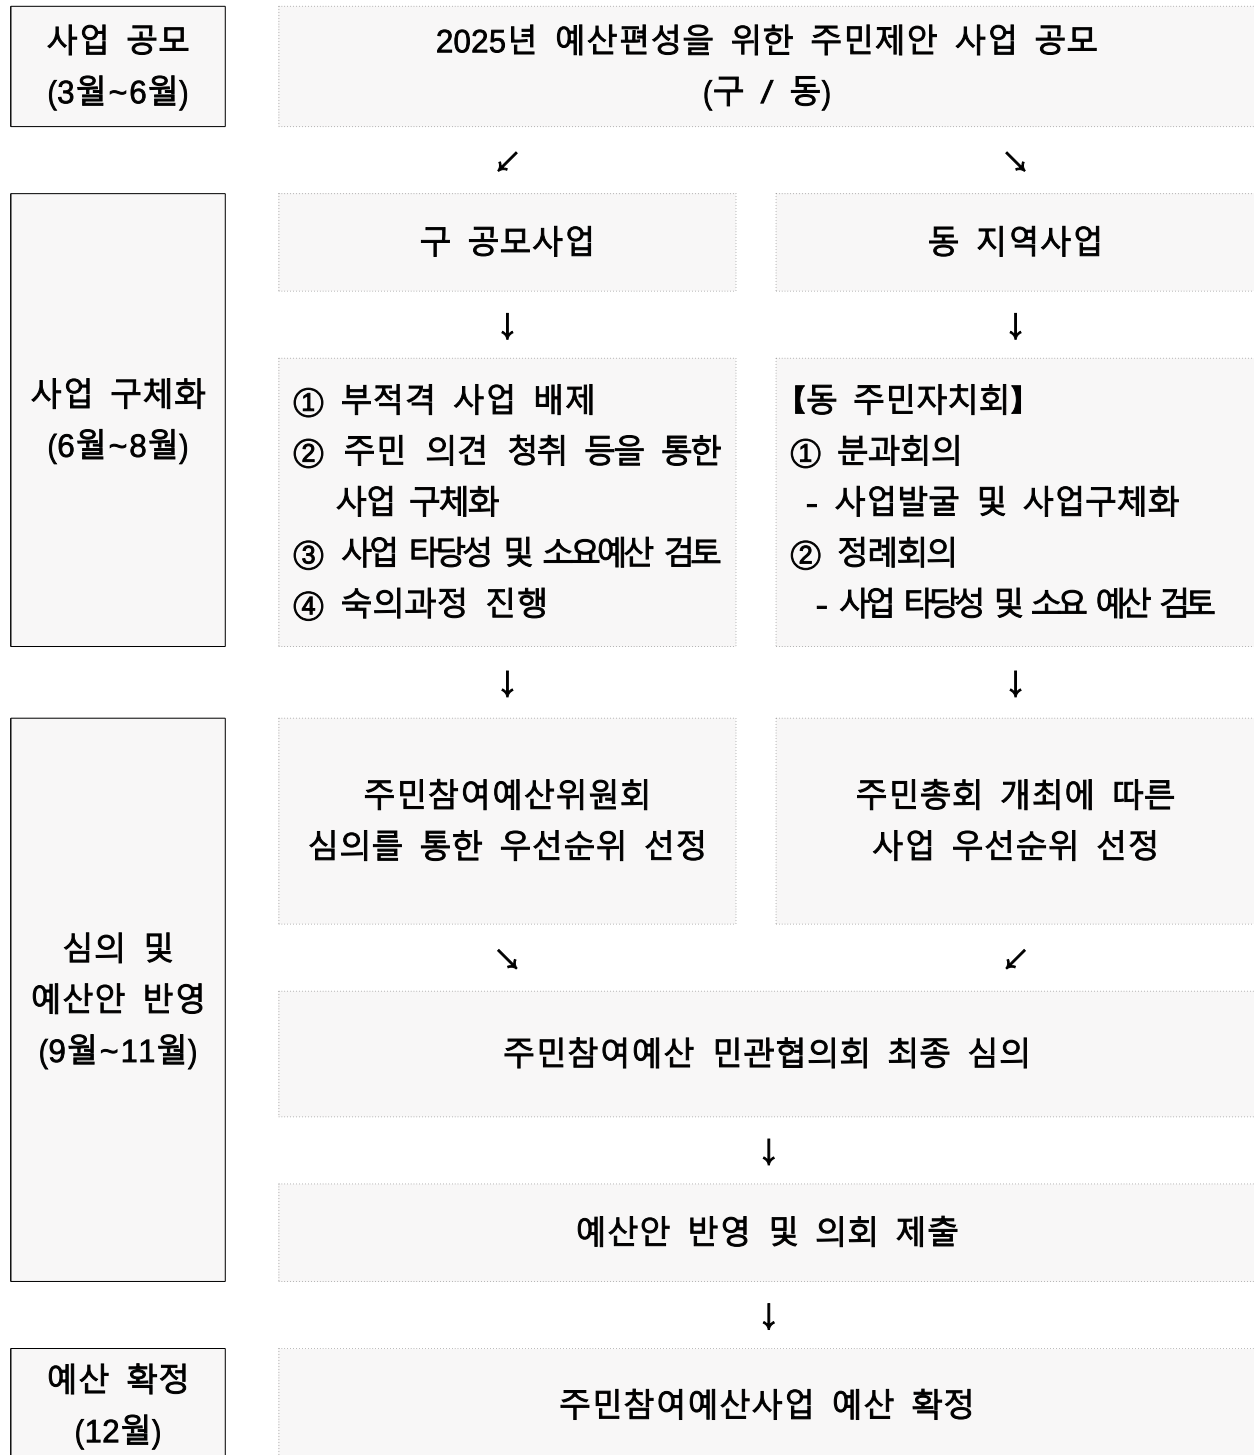 사업 공모
(3월~6월)
2025년 예산편성을 위한 주민제안 사업 공모
(구 / 동)
↙ ↘
사업 구체화
(6월~8월)
구 공모사업
동 지역사업
↓ ↓
① 부적격 사업 배제
② 주민 의견 청취 등을 통한
사업 구체화
③ 사업 타당성 및 소요예산 검토
④ 숙의과정 진행
【동 주민자치회】
① 분과회의
- 사업발굴 및 사업구체화
② 정례회의
- 사업 타당성 및 소요 예산 검토
↓ ↓
심의 및
예산안 반영
(9월~11월)
주민참여예산위원회
심의를 통한 우선순위 선정
주민총회 개최에 따른
사업 우선순위 선정
↘ ↙
주민참여예산 민관협의회 최종 심의
↓
예산안 반영 및 의회 제출
↓
예산 확정
(12월)
주민참여예산사업 예산 확정